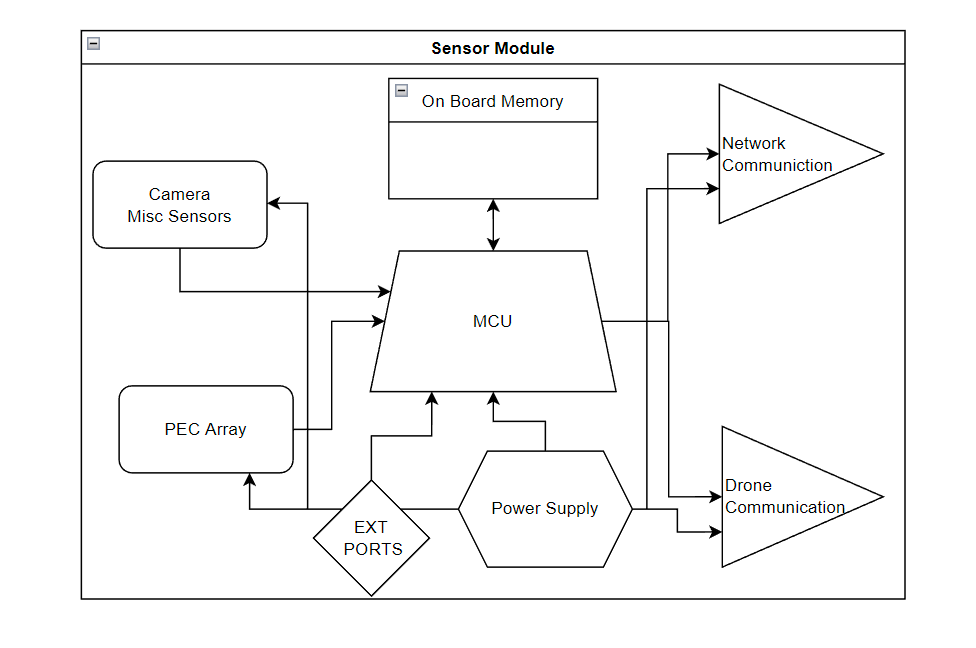 Sensor Module
On Board Memory
Network
Communiction
Camera
Misc Sensors
MCU
PEC Array
Power Supply
Drone
Communication
EXT
PORTS